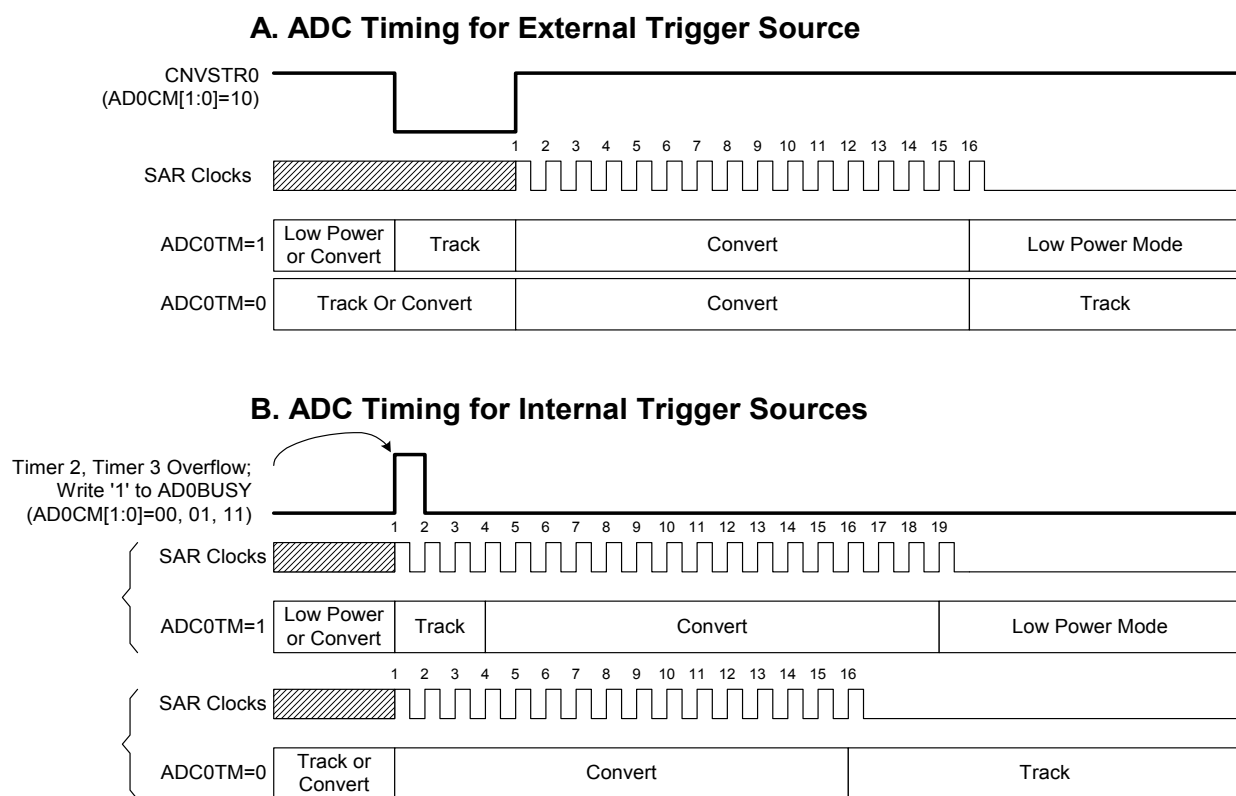 A. ADC Timing for External Trigger Source
CNVSTR0
(AD0CM[1:0]=10)
1 2 3 4 5 6 7 8 9 10 11 12 13 14 15 16
SAR Clocks
ADC0TM=1
Low Power
or Convert
Track
Convert
Low Power Mode
ADC0TM=0
Track Or Convert
Convert
Track
B. ADC Timing for Internal Trigger Sources
Timer 2, Timer 3 Overflow;
Write '1' to AD0BUSY
(AD0CM[1:0]=00, 01, 11)
1 2 3 4 5 6 7 8 9 10 11 12 13 14 15 16 17 18 19
SAR Clocks
ADC0TM=1
Low Power
or Convert
Track
Convert
Low Power Mode
1 2 3 4 5 6 7 8 9 10 11 12 13 14 15 16
SAR Clocks
ADC0TM=0
Track or
Convert
Convert
Track